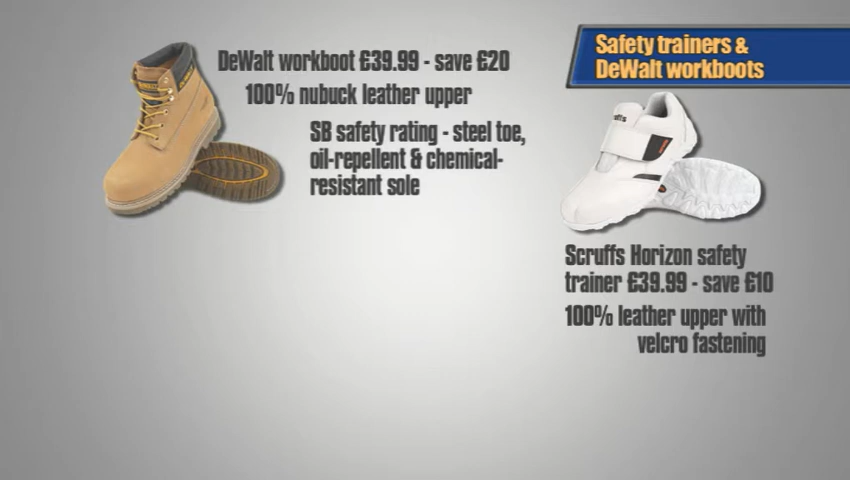 Safety trainers &
DeWalt workboots
DeWalt workboot £39.99 - save £20
100% nubuck leather upper
SB safety rating - steel toe,
oil-repellent & chemical-
resistant sole
Scruffs Horizon safety
trainer £39.99 - save £10
100% leather upper with
velcro fastening